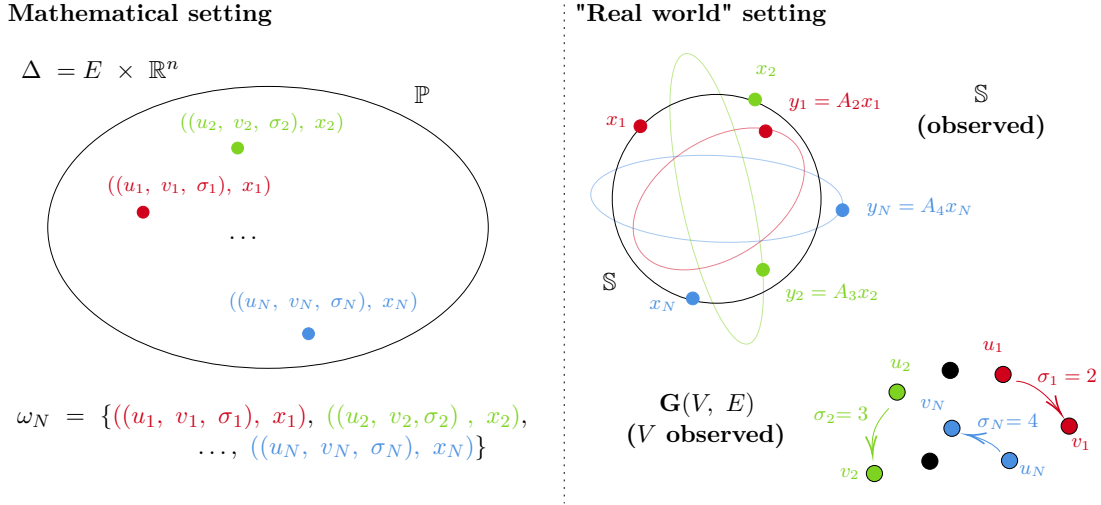 Mathematical setting
Δ = E × ℝⁿ
ℙ
((u₂, v₂, σ₂), x₂)
((u₁, v₁, σ₁), x₁)
...
((u_N, v_N, σ_N), x_N)
ω_N = {((u₁, v₁, σ₁), x₁), ((u₂, v₂,σ₂) , x₂),
..., ((u_N, v_N, σ_N), x_N)}
"Real world" setting
x₂
x₁
y₁ = A₂x₁
𝕊
(observed)
y_N = A₄x_N
𝕊
x_N
y₂ = A₃x₂
G(V, E)
(V observed)
u₁
u₂
σ₁ = 2
σ₂= 3
v_N
σ_N= 4
v₁
v₂
u_N